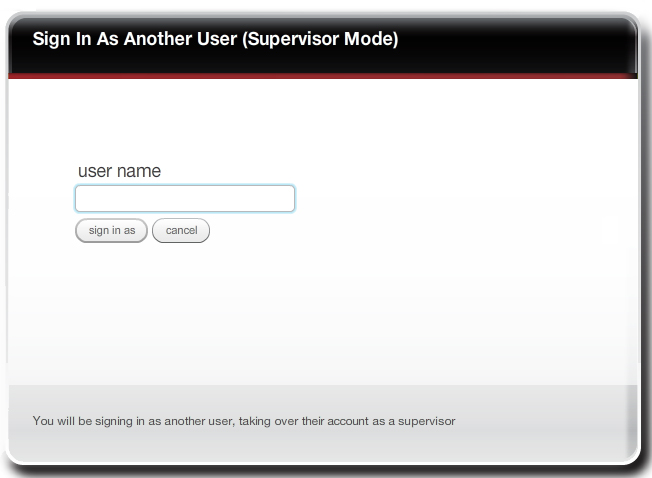 Sign In As Another User (Supervisor Mode)
user name
sign in as
cancel
You will be signing in as another user, taking over their account as a supervisor